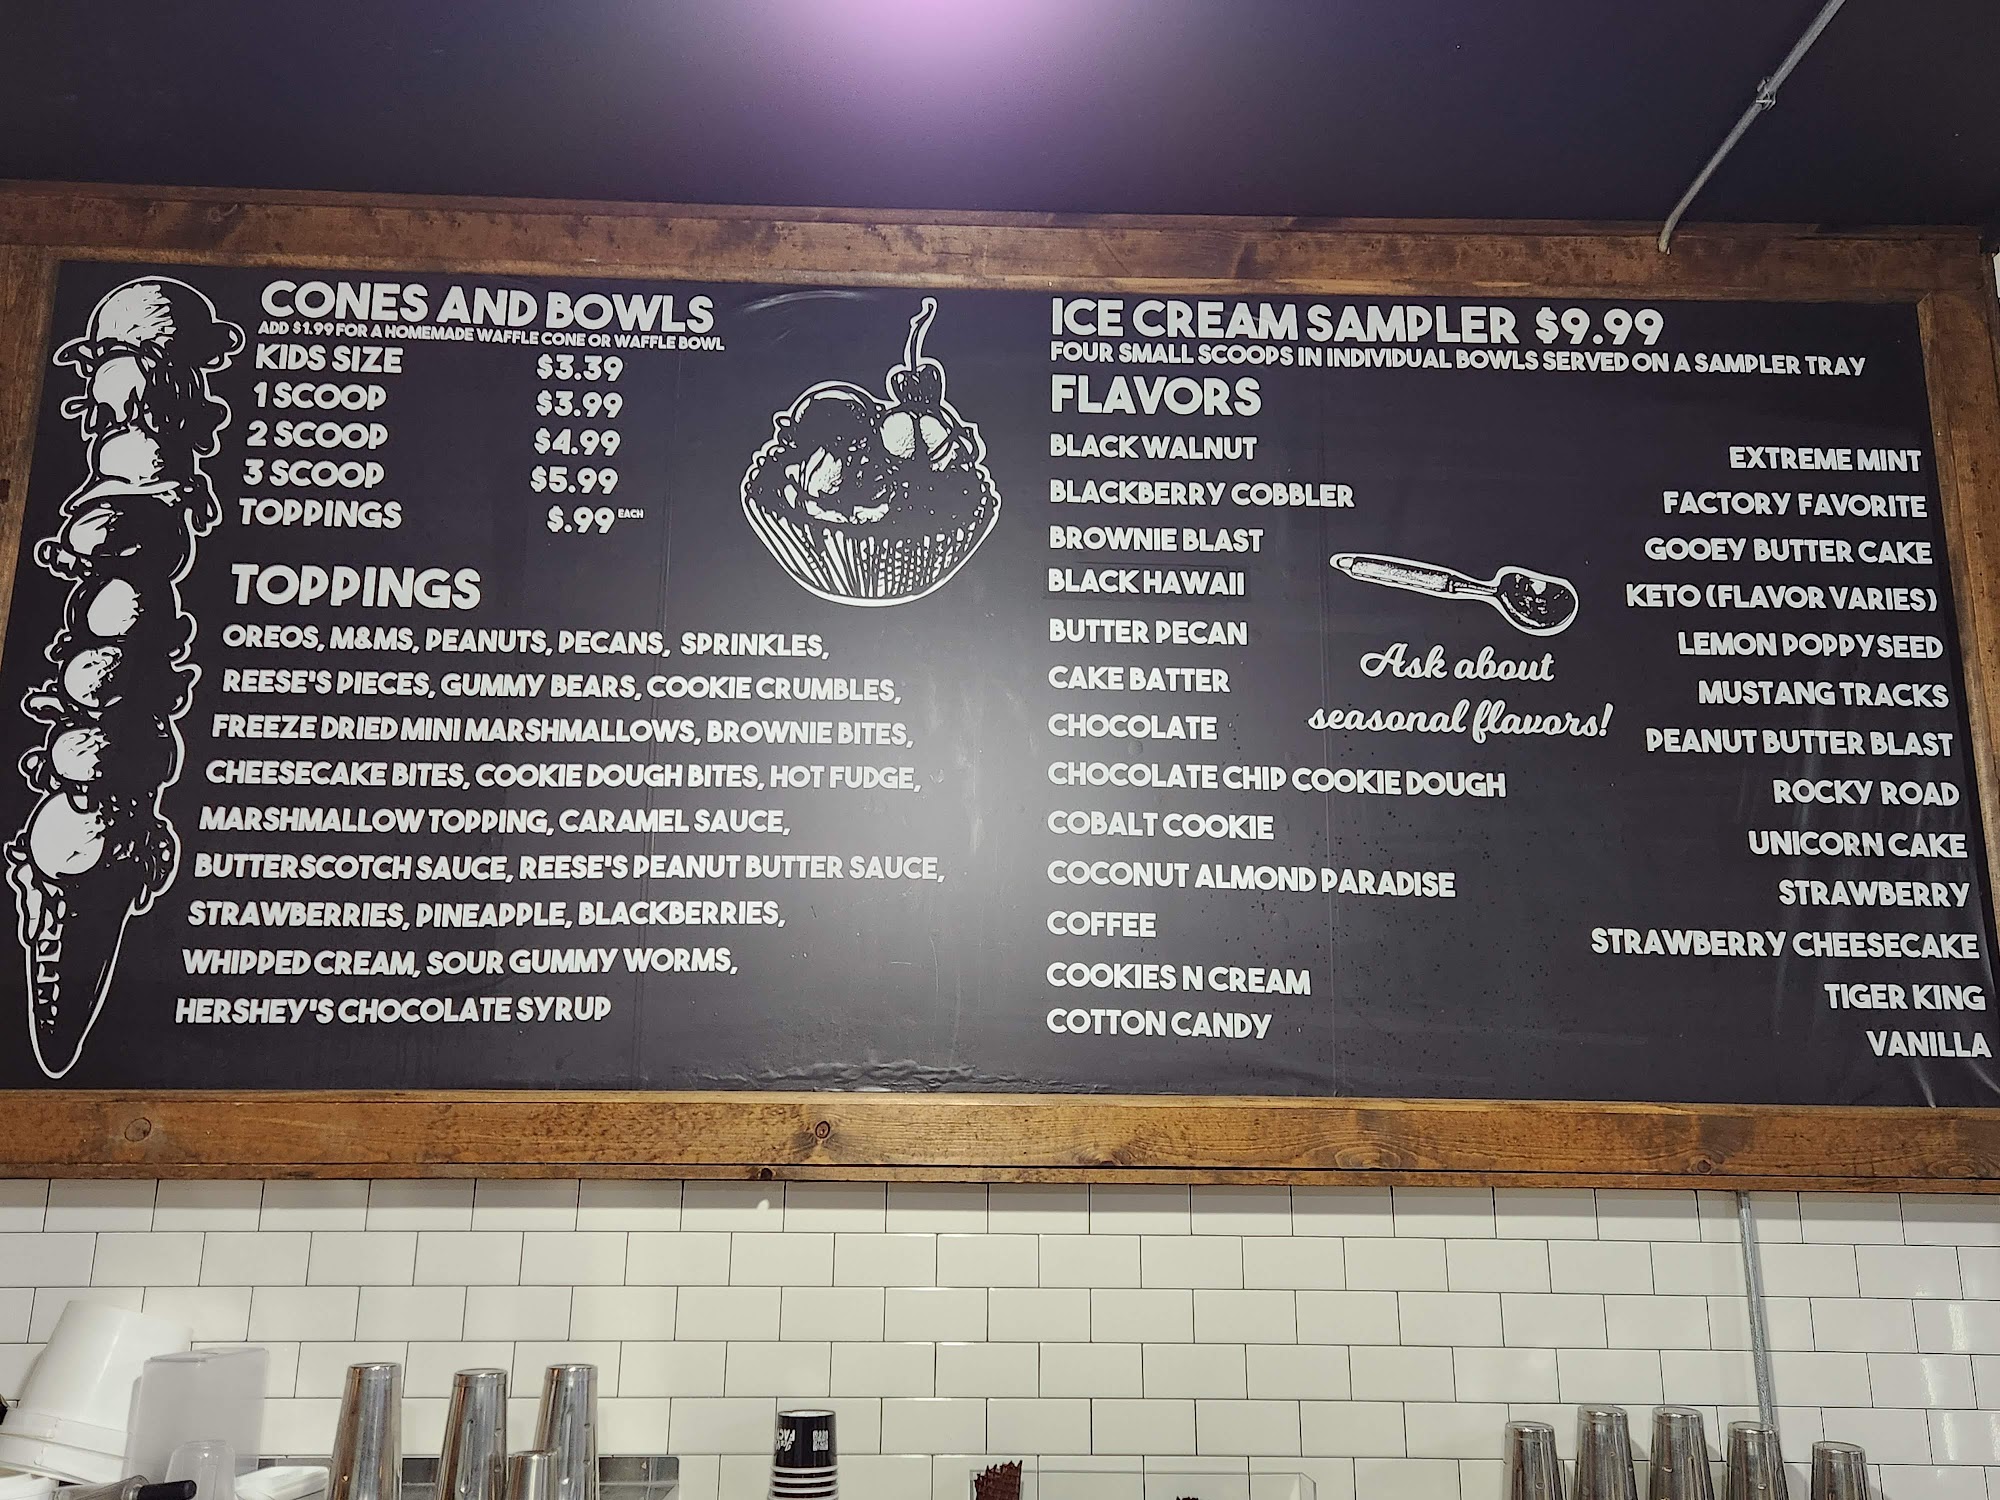 CONES AND BOWLS
ADD $1.99 FOR A HOMEMADE WAFFLE CONE OR WAFFLE BOWL
KIDS SIZE $3.39
1 SCOOP $3.99
2 SCOOP $4.99
3 SCOOP $5.99
TOPPINGS $.99 EACH
TOPPINGS
OREOS, M&MS, PEANUTS, PECANS, SPRINKLES,
REESE'S PIECES, GUMMY BEARS, COOKIE CRUMBLES,
FREEZE DRIED MINI MARSHMALLOWS, BROWNIE BITES,
CHEESECAKE BITES, COOKIE DOUGH BITES, HOT FUDGE,
MARSHMALLOW TOPPING, CARAMEL SAUCE,
BUTTERSCOTCH SAUCE, REESE'S PEANUT BUTTER SAUCE,
STRAWBERRIES, PINEAPPLE, BLACKBERRIES,
WHIPPED CREAM, SOUR GUMMY WORMS,
HERSHEY'S CHOCOLATE SYRUP
ICE CREAM SAMPLER $9.99
FOUR SMALL SCOOPS IN INDIVIDUAL BOWLS SERVED ON A SAMPLER TRAY
FLAVORS
BLACK WALNUT
BLACKBERRY COBBLER
BROWNIE BLAST
BLACK HAWAII
BUTTER PECAN
CAKE BATTER
CHOCOLATE
CHOCOLATE CHIP COOKIE DOUGH
COBALT COOKIE
COCONUT ALMOND PARADISE
COFFEE
COOKIES N CREAM
COTTON CANDY
Ask about
seasonal flavors!
EXTREME MINT
FACTORY FAVORITE
GOOEY BUTTER CAKE
KETO (FLAVOR VARIES)
LEMON POPPY SEED
MUSTANG TRACKS
PEANUT BUTTER BLAST
ROCKY ROAD
UNICORN CAKE
STRAWBERRY
STRAWBERRY CHEESECAKE
TIGER KING
VANILLA